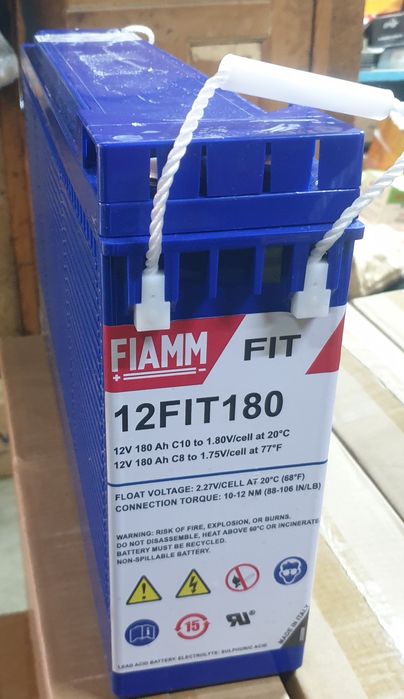 FIAMM
FIT
12FIT180
12V 180 Ah C10 to 1.80V/cell at 20°C
12V 180 Ah C8 to 1.75V/cell at 77°F
FLOAT VOLTAGE: 2.27V/CELL AT 20°C (68°F)
CONNECTION TORQUE: 10-12 NM (88-106 IN/LB)
WARNING: RISK OF FIRE, EXPLOSION, OR BURNS.
DO NOT DISASSEMBLE, HEAT ABOVE 60°C OR INCINERATE
BATTERY MUST BE RECYCLED.
NON-SPILLABLE BATTERY.
15
MADE IN ITALY
LEAD ACID BATTERY-ELECTROLYTE: SULPHURIC ACID